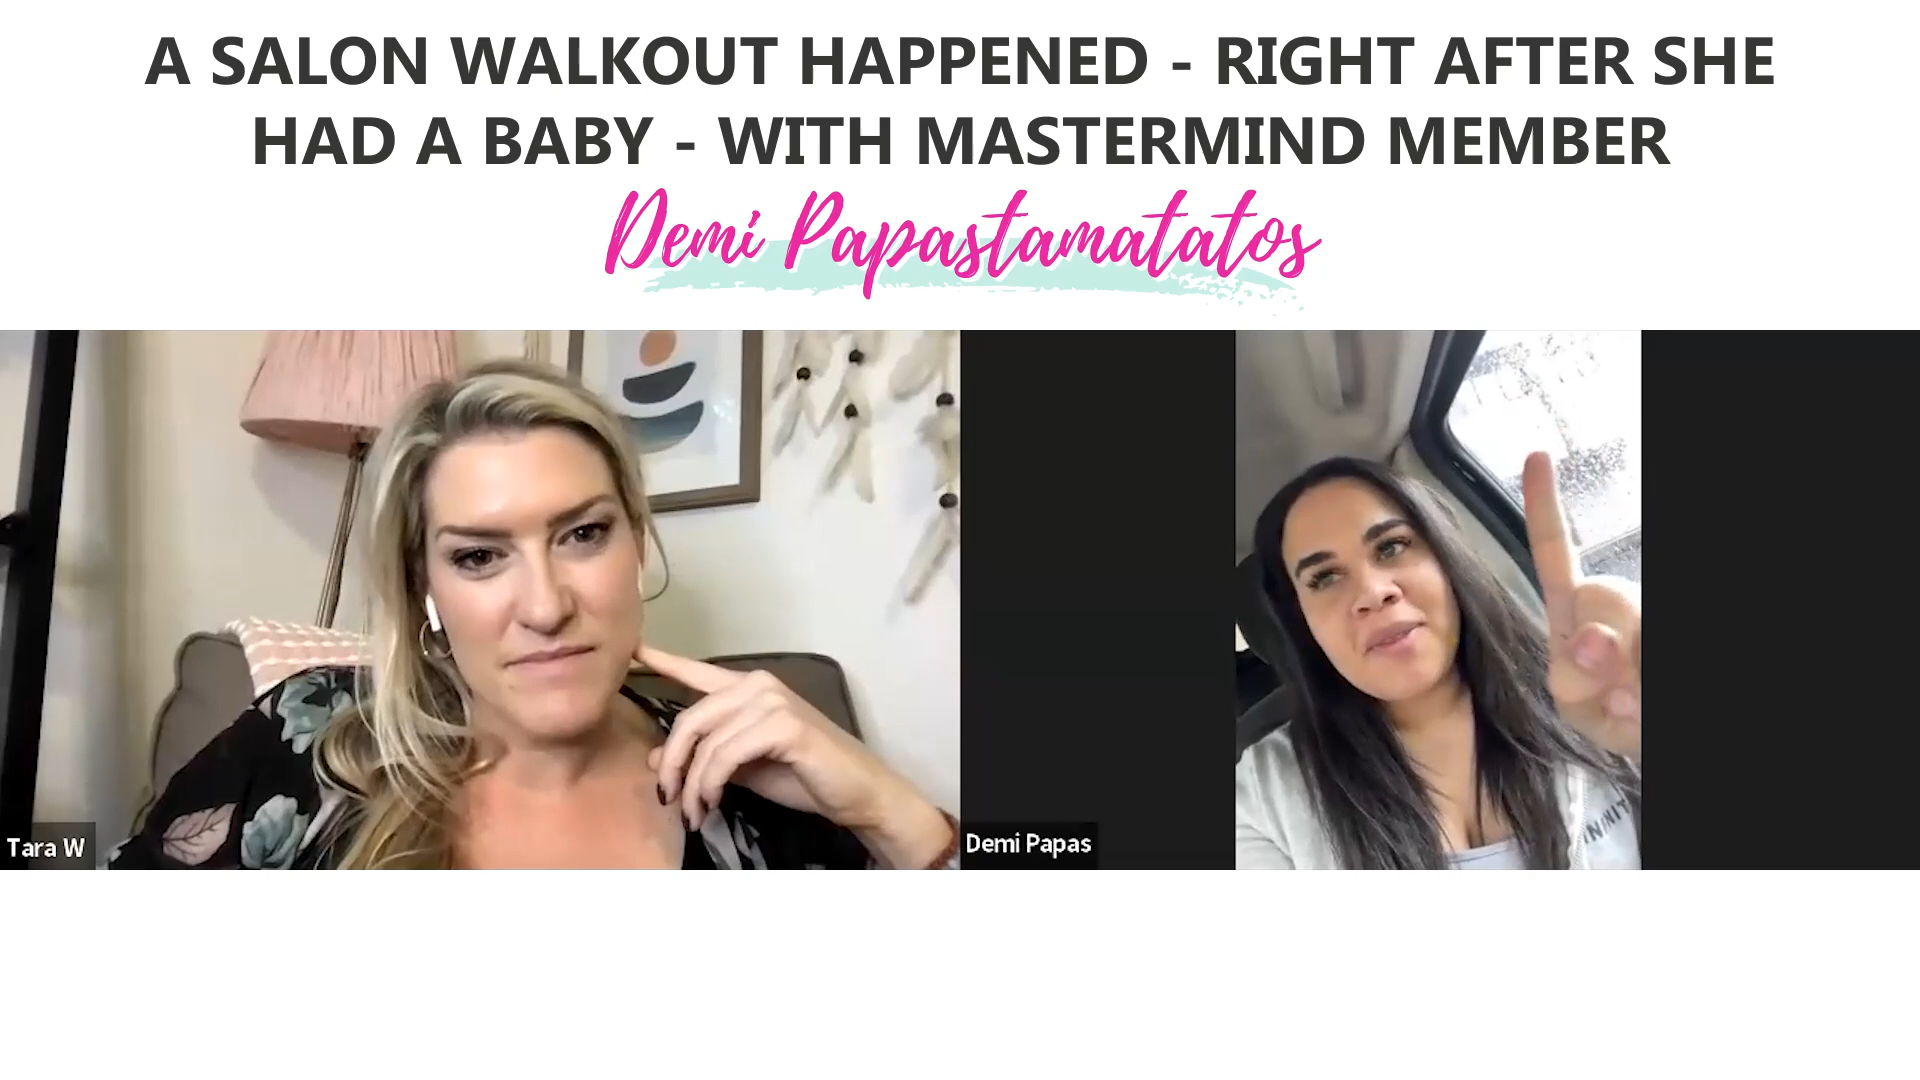 A SALON WALKOUT HAPPENED - RIGHT AFTER SHE
HAD A BABY - WITH MASTERMIND MEMBER
Demi Papastamatatos
Tara W
Demi Papas